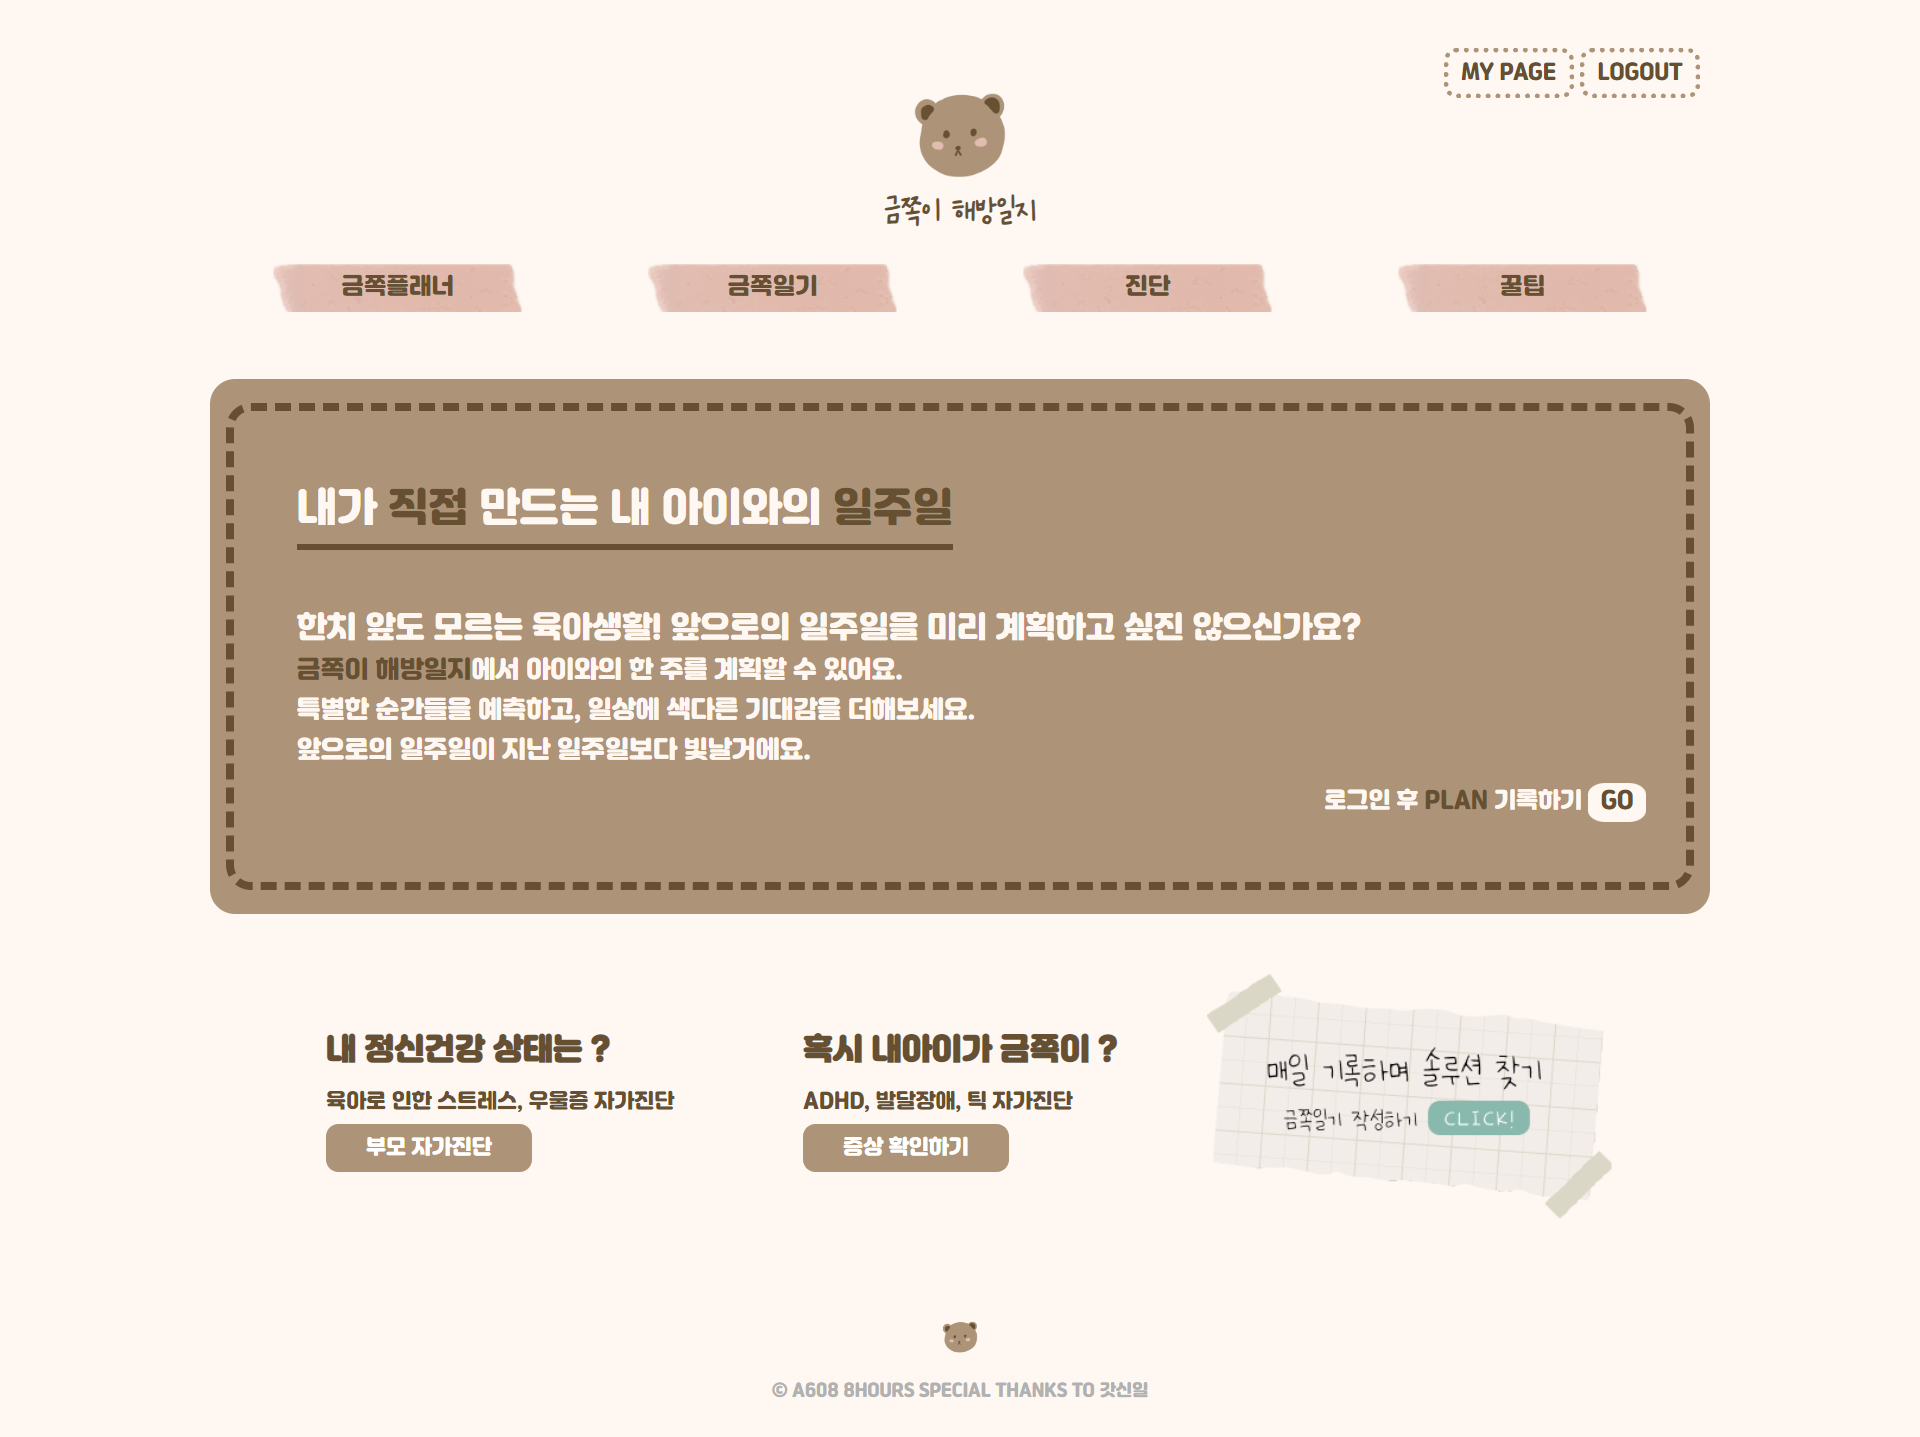 MY PAGE LOGOUT
금쪽이 해방일지
금쪽플래너 금쪽일기 진단 꿀팁
내가 직접 만드는 내 아이와의 일주일
한치 앞도 모르는 육아생활! 앞으로의 일주일을 미리 계획하고 싶진 않으신가요?
금쪽이 해방일지에서 아이와의 한 주를 계획할 수 있어요.
특별한 순간들을 예측하고, 일상에 색다른 기대감을 더해보세요.
앞으로의 일주일이 지난 일주일보다 빛날거에요.
로그인 후 PLAN 기록하기 GO
내 정신건강 상태는 ?
육아로 인한 스트레스, 우울증 자가진단
부모 자가진단
혹시 내아이가 금쪽이 ?
ADHD, 발달장애, 틱 자가진단
증상 확인하기
매일 기록하며 솔루션 찾기
금쪽일기 작성하기 CLICK!
© A608 8HOURS SPECIAL THANKS TO 갓신일